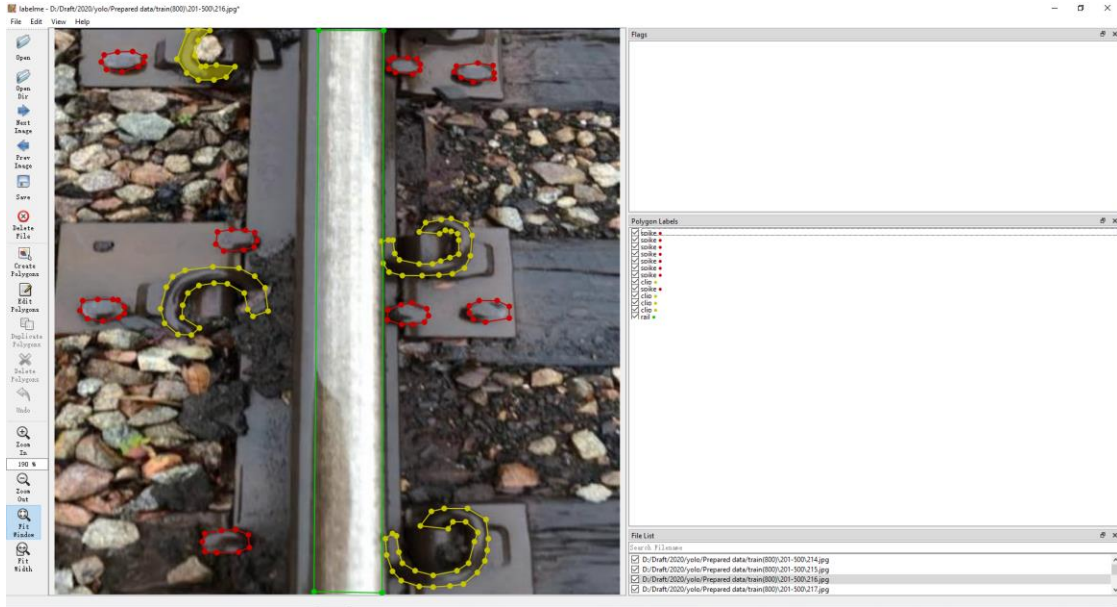 labelme - D:/Draft/2020/yolo/Prepared data/train(800)\201-500\216.jpg*
File Edit View Help
Open
Open
Dir
Next
Image
Prev
Image
Save
Delete
File
Create
Polygons
Edit
Polygons
Duplicate
Polygons
Delete
Polygons
Undo
Zoom
In
190 %
Zoom
Out
Fit
Window
Fit
Width
Flags
Polygon Labels
spike
spike
spike
spike
spike
spike
spike
clip
spike
clip
clip
clip
rail
File List
Search Filename
D:/Draft/2020/yolo/Prepared data/train(800)\201-500\214.jpg
D:/Draft/2020/yolo/Prepared data/train(800)\201-500\215.jpg
D:/Draft/2020/yolo/Prepared data/train(800)\201-500\216.jpg
D:/Draft/2020/yolo/Prepared data/train(800)\201-500\217.jpg